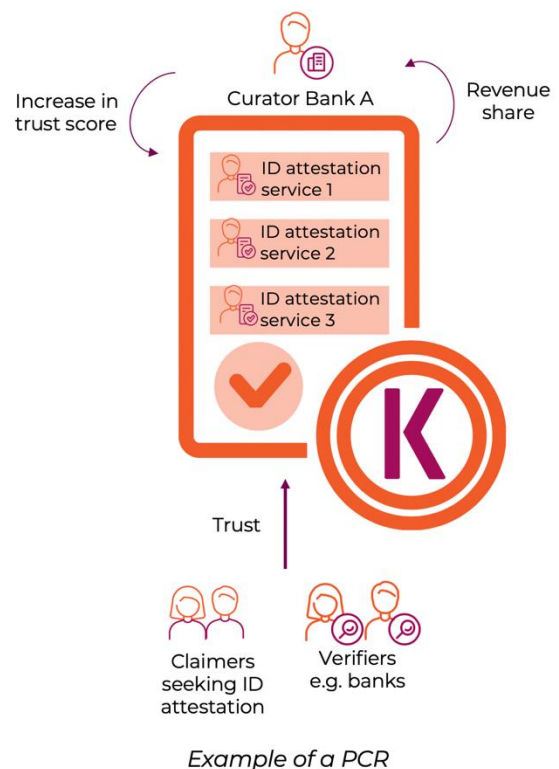 Curator Bank A
Increase in
trust score
Revenue
share
ID attestation
service 1
ID attestation
service 2
ID attestation
service 3
K
Trust
Claimers
seeking ID
attestation
Verifiers
e.g. banks
Example of a PCR